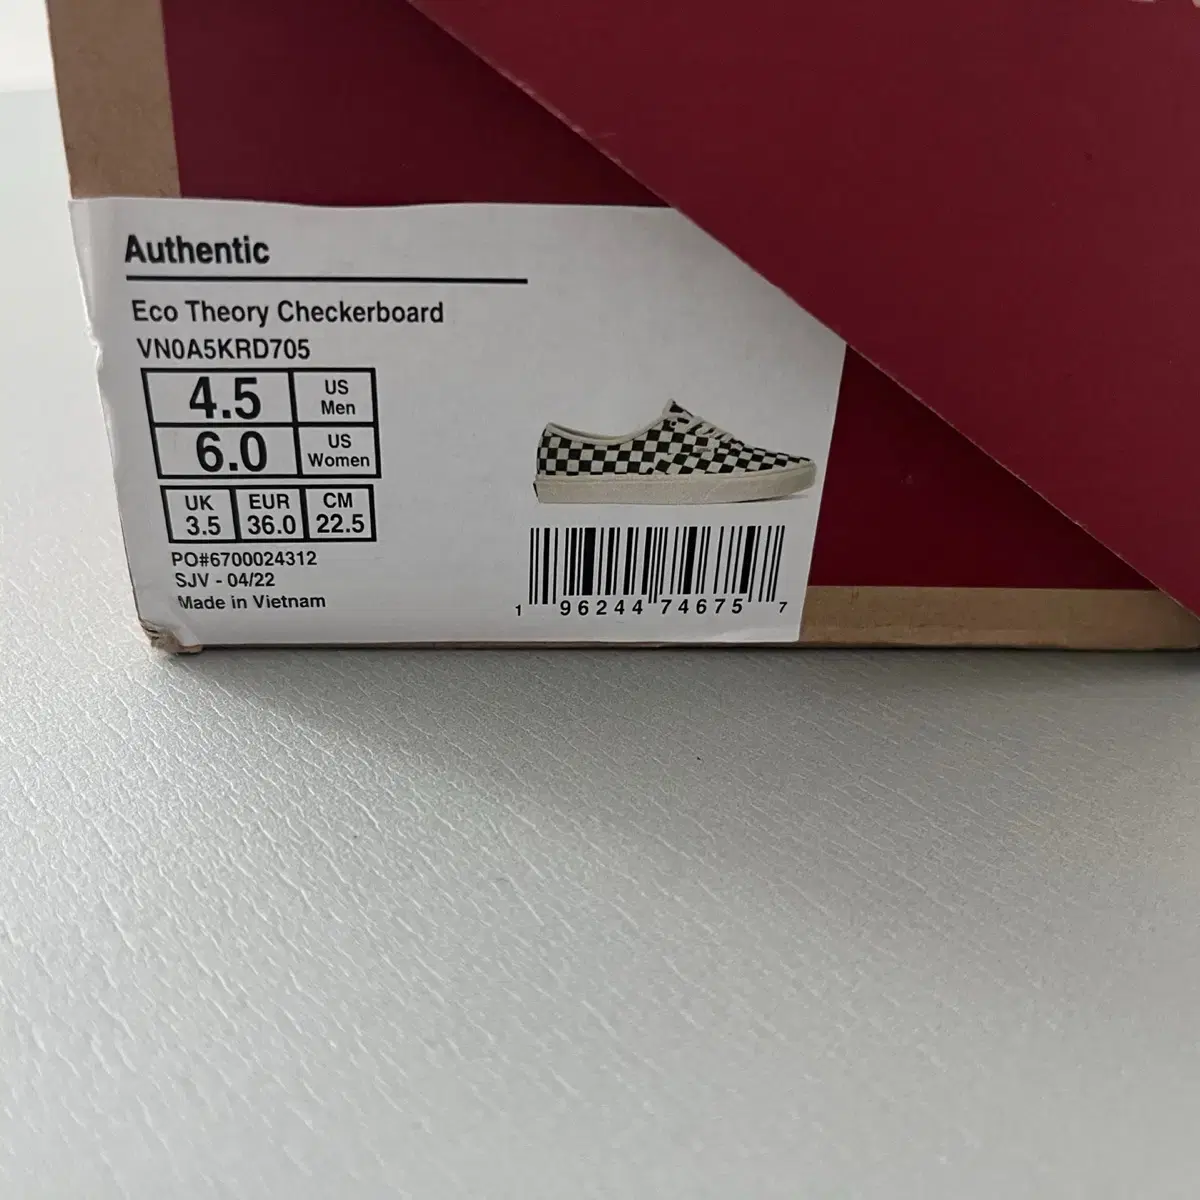 Authentic
Eco Theory Checkerboard
VN0A5KRD705
4.5 US Men
6.0 US Women
UK EUR CM
3.5 36.0 22.5
PO#6700024312
SJV - 04/22
Made in Vietnam
1 96244 74675 7